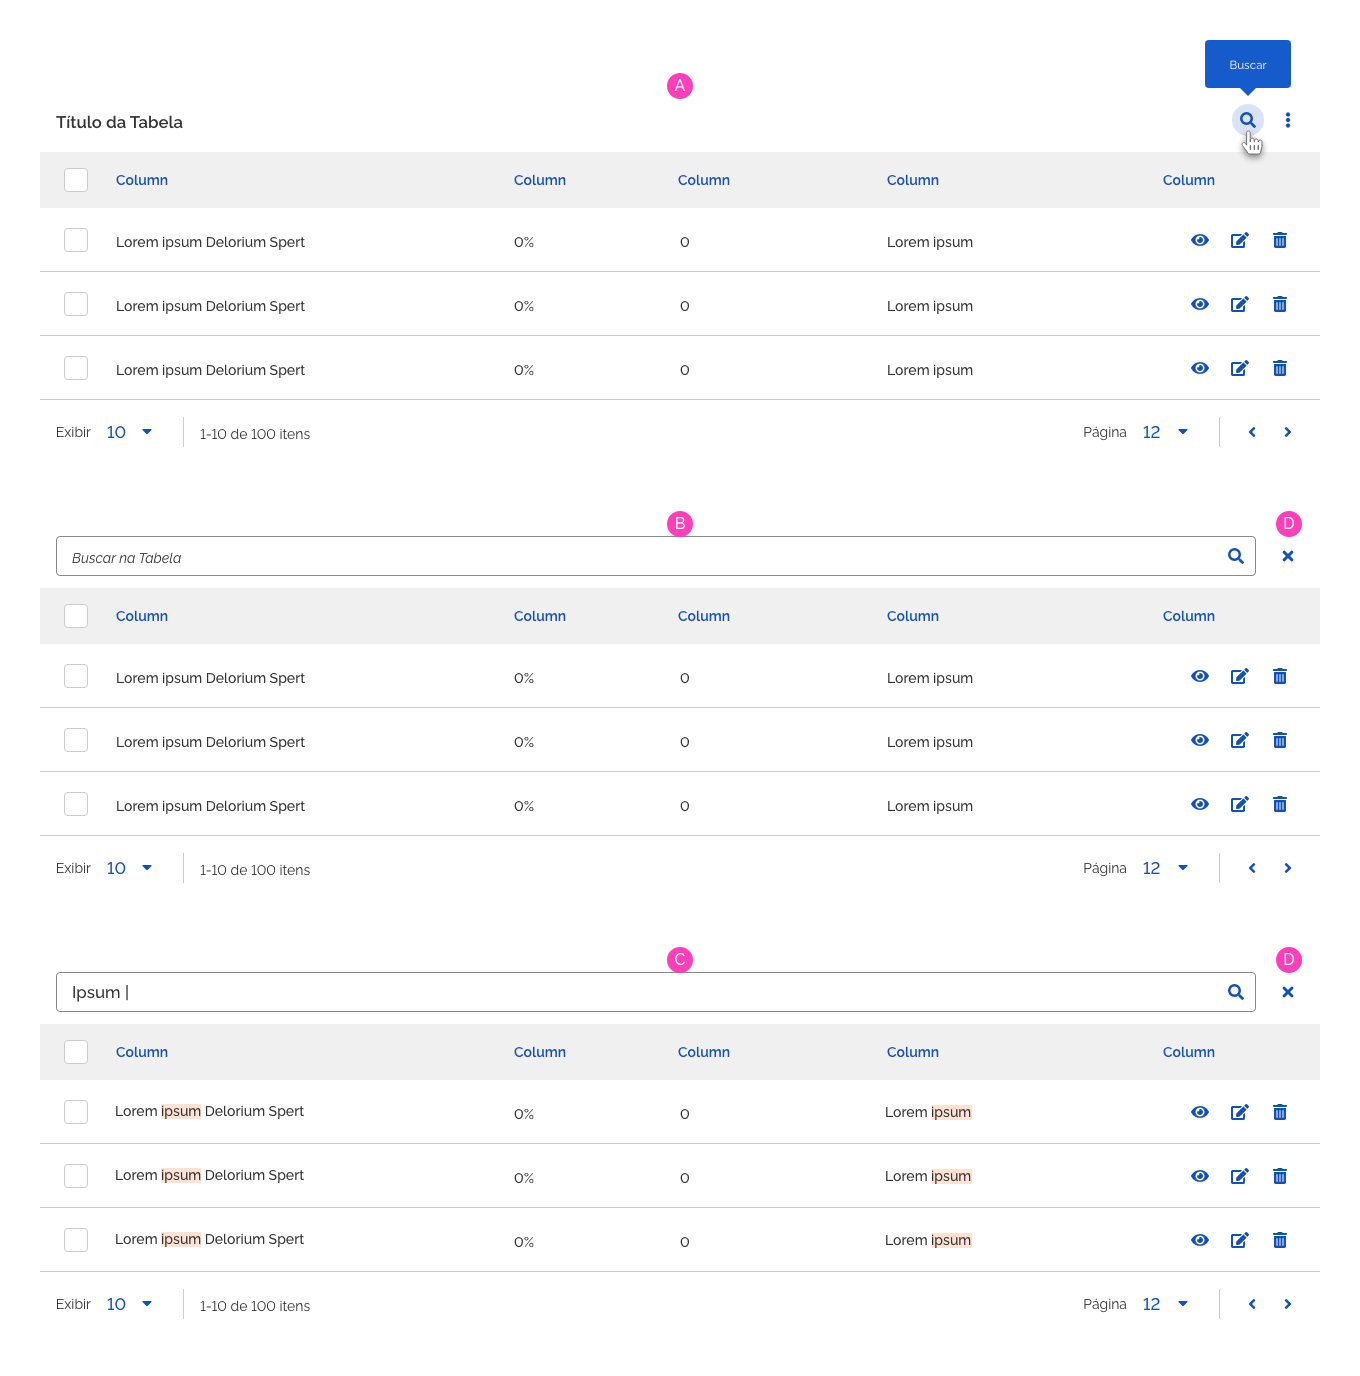 Buscar
A
Título da Tabela
Column Column Column Column Column
Lorem ipsum Delorium Spert 0% 0 Lorem ipsum
Lorem ipsum Delorium Spert 0% 0 Lorem ipsum
Lorem ipsum Delorium Spert 0% 0 Lorem ipsum
Exibir 10 1-10 de 100 itens Página 12
B D
Buscar na Tabela
Column Column Column Column Column
Lorem ipsum Delorium Spert 0% 0 Lorem ipsum
Lorem ipsum Delorium Spert 0% 0 Lorem ipsum
Lorem ipsum Delorium Spert 0% 0 Lorem ipsum
Exibir 10 1-10 de 100 itens Página 12
C D
Ipsum |
Column Column Column Column Column
Lorem ipsum Delorium Spert 0% 0 Lorem ipsum
Lorem ipsum Delorium Spert 0% 0 Lorem ipsum
Lorem ipsum Delorium Spert 0% 0 Lorem ipsum
Exibir 10 1-10 de 100 itens Página 12